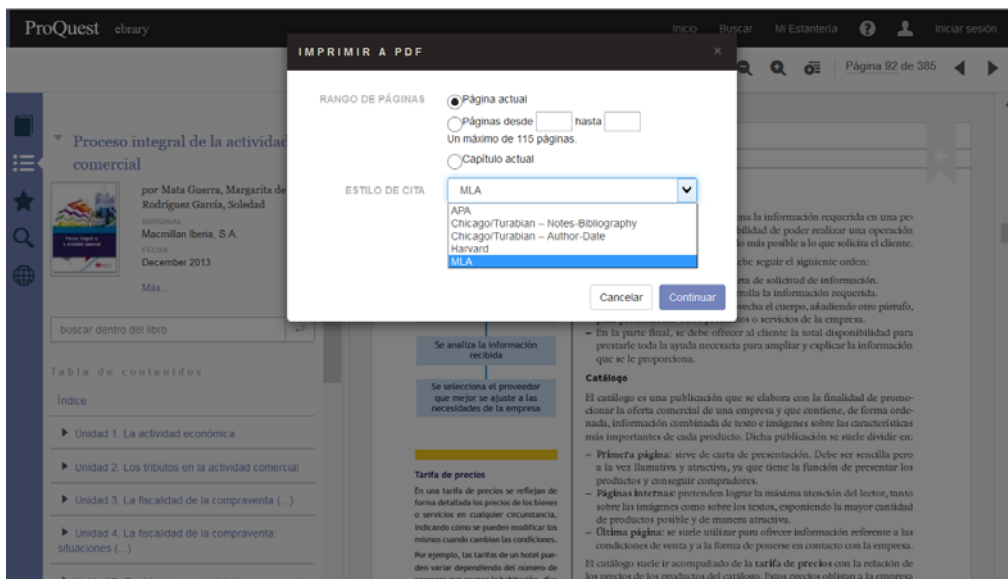 ProQuest ebrary
Inicio Buscar Mi Estantería Iniciar sesión
Página 92 de 385
IMPRIMIR A PDF
RANGO DE PÁGINAS
Página actual
Páginas desde hasta
Un máximo de 115 páginas.
Capítulo actual
ESTILO DE CITA
MLA
APA
Chicago/Turabian – Notes-Bibliography
Chicago/Turabian – Author-Date
Harvard
MLA
Cancelar Continuar
Proceso integral de la actividad
comercial
por Mata Guerra, Margarita de
Rodríguez García, Soledad
EDITORIAL
Macmillan Iberia, S.A.
FECHA
December 2013
Más...
buscar dentro del libro
Tabla de contenidos
Índice
Unidad 1. La actividad económica
Unidad 2. Los tributos en la actividad comercial
Unidad 3. La fiscalidad de la compraventa (...)
Unidad 4. La fiscalidad de la compraventa:
situaciones (...)
Se analiza la información
recibida
Se selecciona el proveedor
que mejor se ajuste a las
necesidades de la empresa
Tarifa de precios
En una tarifa de precios se reflejan de
forma detallada los precios de los bienes
o servicios en cualquier circunstancia,
indicando cómo se pueden modificar los
mismos cuando cambian las condiciones.
Por ejemplo, las tarifas de un hotel pue-
den variar dependiendo del número de
la información requerida en una pe-
de poder realizar una operación
lo más posible a lo que solicita el cliente.
seguir el siguiente orden:
de solicitud de información.
la información requerida.
el cuerpo, añadiendo otro párrafo,
o servicios de la empresa.
– En la parte final, se debe ofrecer al cliente la total disponibilidad para
prestarle toda la ayuda necesaria para ampliar y explicar la información
que se le proporciona.
Catálogo
El catálogo es una publicación que se elabora con la finalidad de promo-
cionar la oferta comercial de una empresa y que contiene, de forma orde-
nada, información combinada de texto e imágenes sobre las características
más importantes de cada producto. Dicha publicación se suele dividir en:
– Primera página: sirve de carta de presentación. Debe ser sencilla pero
a la vez llamativa y atractiva, ya que tiene la función de presentar los
productos y conseguir compradores.
– Páginas internas: pretenden lograr la máxima atención del lector, tanto
sobre las imágenes como sobre los textos, exponiendo la mayor cantidad
de productos posible y de manera atractiva.
– Última página: se suele utilizar para ofrecer información referente a las
condiciones de venta y a la forma de ponerse en contacto con la empresa.
El catálogo suele ir acompañado de la tarifa de precios con la relación de
los precios de los productos del catálogo. Estos precios obligan a la empresa